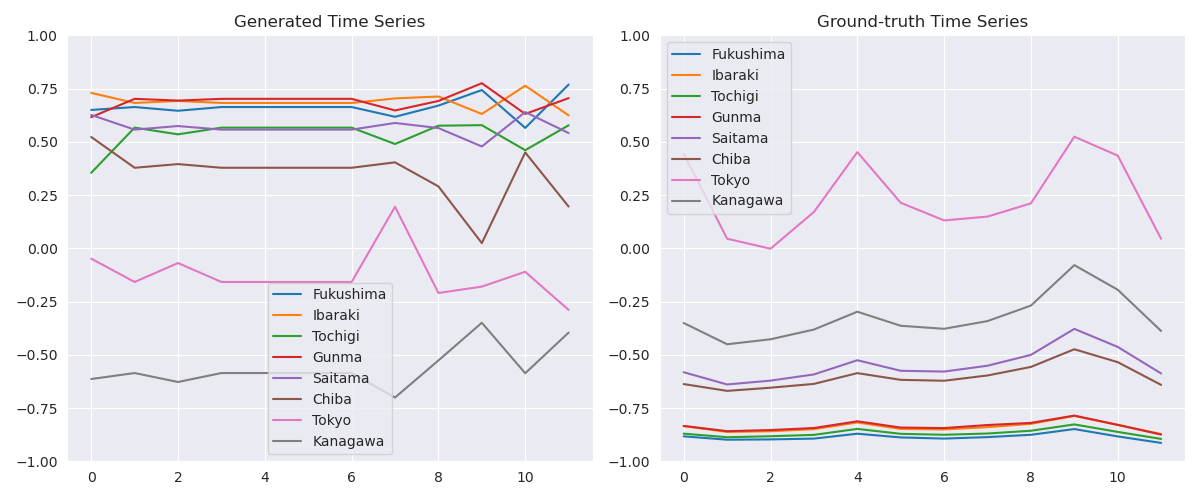 Generated Time Series
1.00
0.75
0.50
0.25
0.00
−0.25
−0.50
−0.75
−1.00
0 2 4 6 8 10
Fukushima
Ibaraki
Tochigi
Gunma
Saitama
Chiba
Tokyo
Kanagawa
Ground-truth Time Series
1.00
0.75
0.50
0.25
0.00
−0.25
−0.50
−0.75
−1.00
0 2 4 6 8 10
Fukushima
Ibaraki
Tochigi
Gunma
Saitama
Chiba
Tokyo
Kanagawa